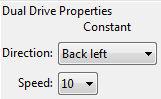 Dual Drive Properties
Constant
Direction: Back left
Speed: 10